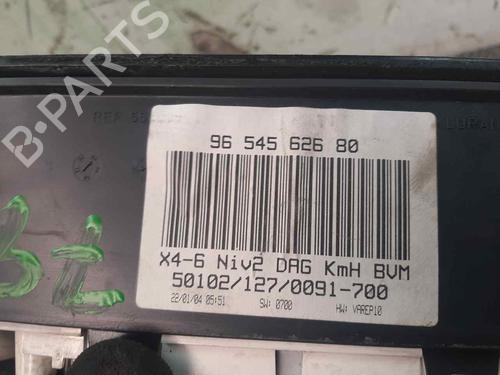 B-PARTS
REF
96 545 626 80
X4-6 Niv2 DAG KmH BVM
50102/127/0091-700
22/01/04 05:51 SW: 0700 HW: VAREP10